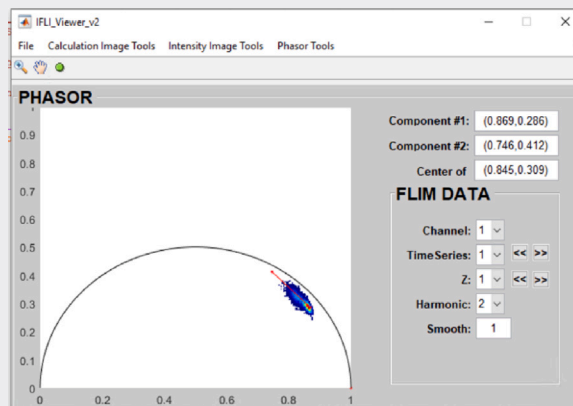 IFLI_Viewer_v2
File Calculation Image Tools Intensity Image Tools Phasor Tools
PHASOR
1
0.9
0.8
0.7
0.6
0.5
0.4
0.3
0.2
0.1
0
0 0.2 0.4 0.6 0.8 1
Component #1: (0.869,0.286)
Component #2: (0.746,0.412)
Center of (0.845,0.309)
FLIM DATA
Channel: 1
TimeSeries: 1 << >>
Z: 1 << >>
Harmonic: 2
Smooth: 1